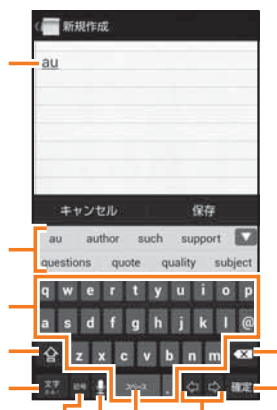 新規作成
au
キャンセル 保存
au author such support
questions quote quality subject
q w e r t y u i o p
a s d f g h j k l @
z x c v b n m
文字 記号 スペース . 確定